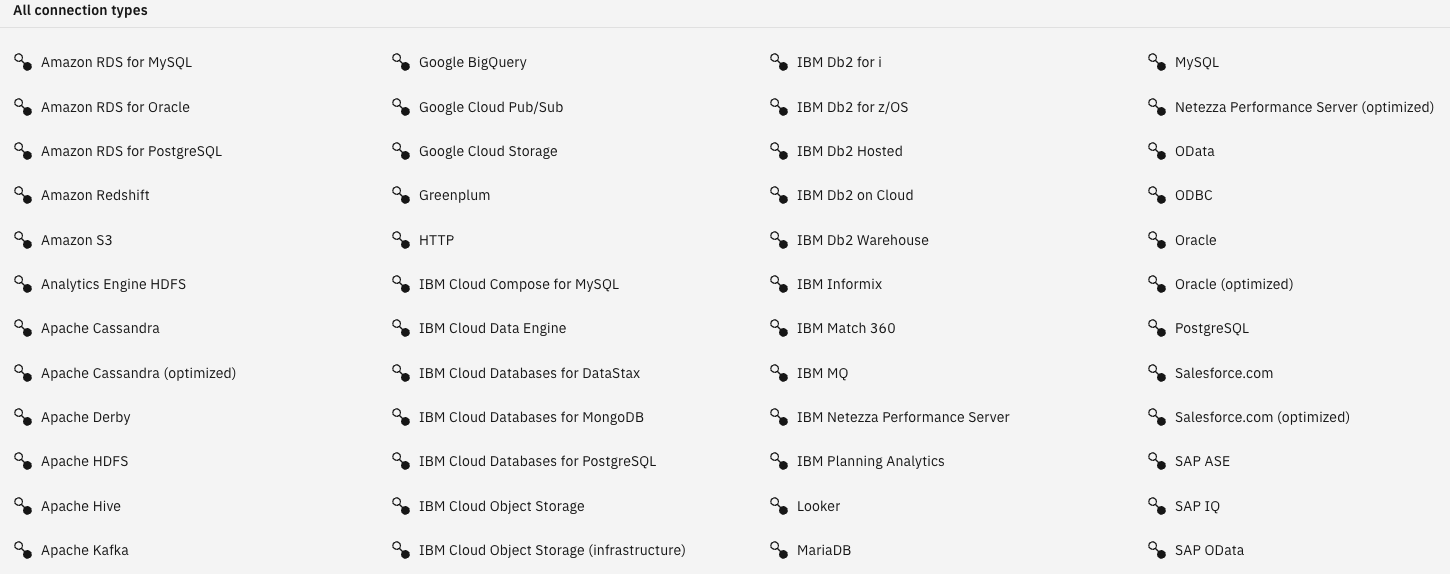 All connection types
Amazon RDS for MySQL
Amazon RDS for Oracle
Amazon RDS for PostgreSQL
Amazon Redshift
Amazon S3
Analytics Engine HDFS
Apache Cassandra
Apache Cassandra (optimized)
Apache Derby
Apache HDFS
Apache Hive
Apache Kafka
Google BigQuery
Google Cloud Pub/Sub
Google Cloud Storage
Greenplum
HTTP
IBM Cloud Compose for MySQL
IBM Cloud Data Engine
IBM Cloud Databases for DataStax
IBM Cloud Databases for MongoDB
IBM Cloud Databases for PostgreSQL
IBM Cloud Object Storage
IBM Cloud Object Storage (infrastructure)
IBM Db2 for i
IBM Db2 for z/OS
IBM Db2 Hosted
IBM Db2 on Cloud
IBM Db2 Warehouse
IBM Informix
IBM Match 360
IBM MQ
IBM Netezza Performance Server
IBM Planning Analytics
Looker
MariaDB
MySQL
Netezza Performance Server (optimized)
OData
ODBC
Oracle
Oracle (optimized)
PostgreSQL
Salesforce.com
Salesforce.com (optimized)
SAP ASE
SAP IQ
SAP OData